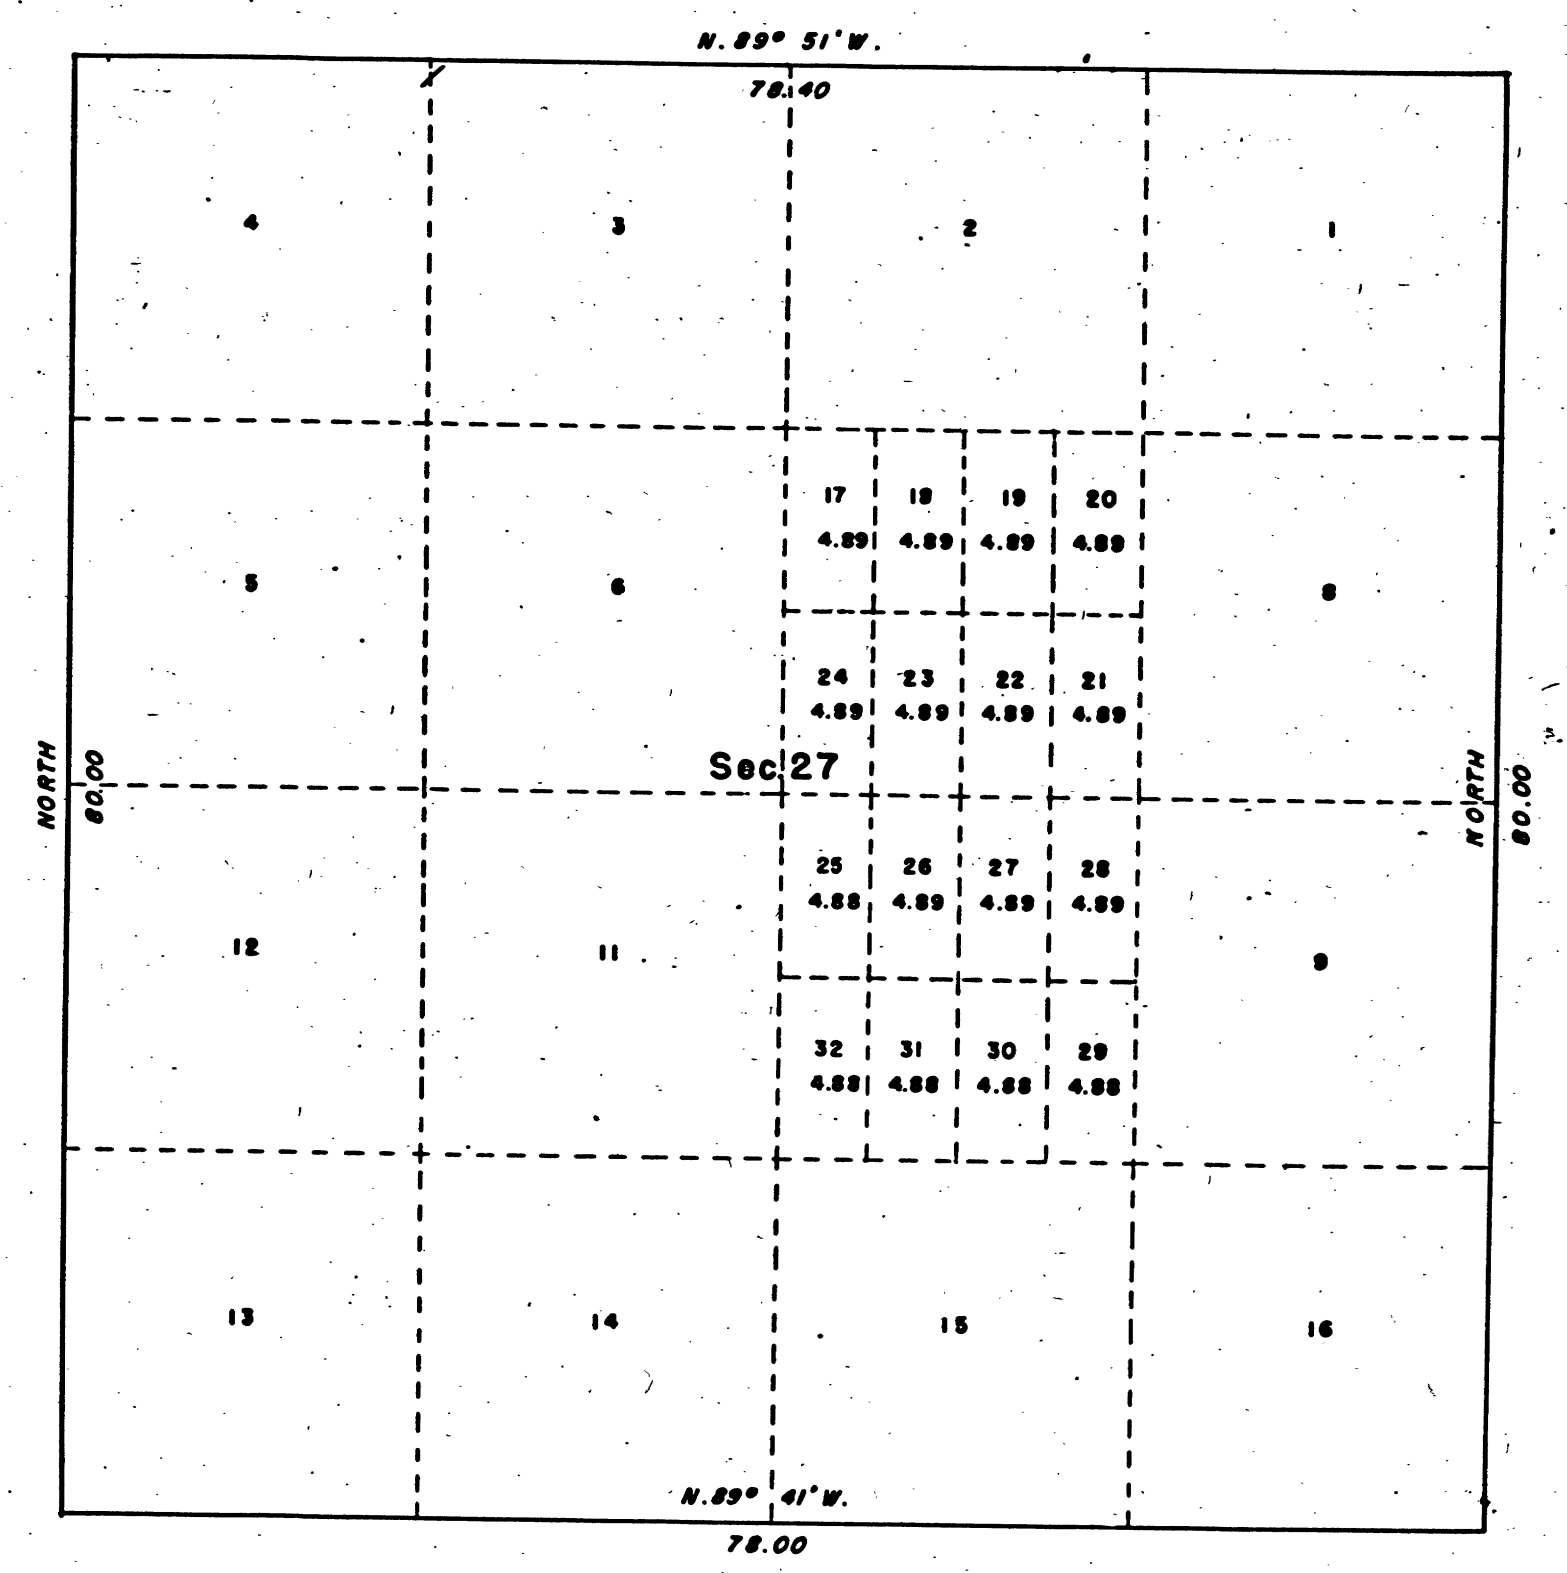 N. 89° 51' W.
78.40
4 3 2 1
17 18 19 20
4.89 4.89 4.89 4.89
5 6 8
24 23 22 21
4.89 4.89 4.89 4.89
Sec. 27
NORTH
80.00
NORTH
80.00
25 26 27 28
4.88 4.89 4.89 4.89
12 11 9
32 31 30 29
4.88 4.88 4.88 4.88
13 14 15 16
N. 89° 41' W.
78.00